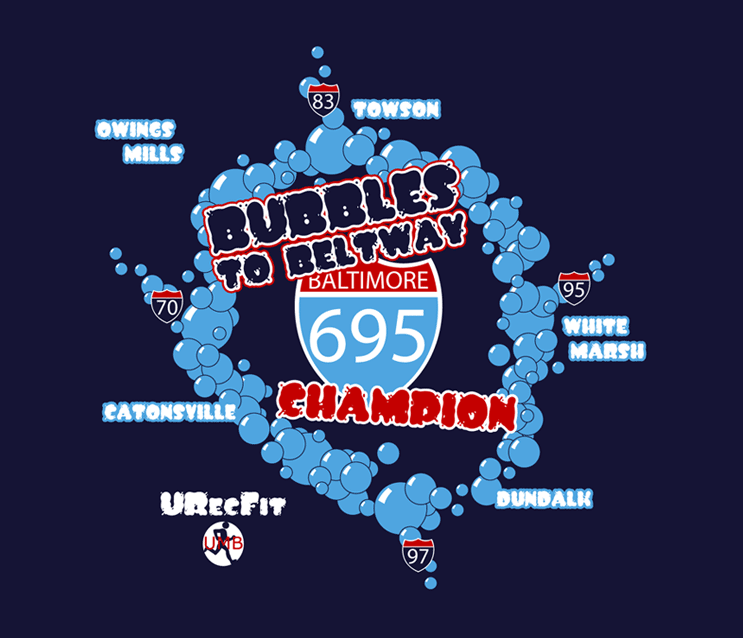 83
TOWSON
OWINGS
MILLS
BUBBLES
TO BELTWAY
BALTIMORE
695
95
70
WHITE
MARSH
CHAMPION
CATONSVILLE
DUNDALK
URECFIT
UMB
97